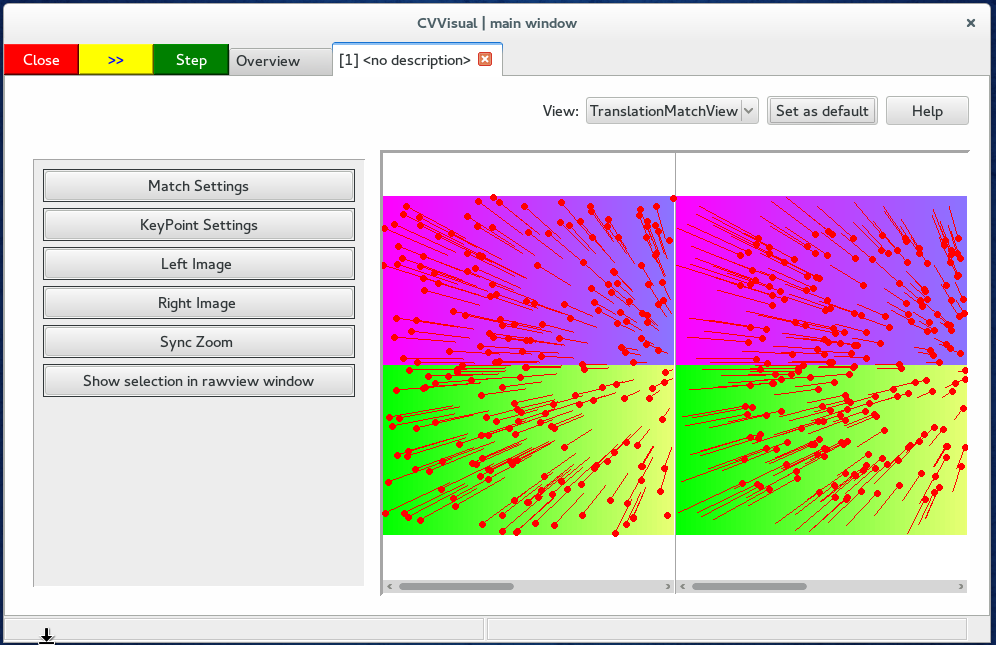 CVVisual | main window
Close >> Step Overview [1] <no description>
View: TranslationMatchView Set as default Help
Match Settings
KeyPoint Settings
Left Image
Right Image
Sync Zoom
Show selection in rawview window